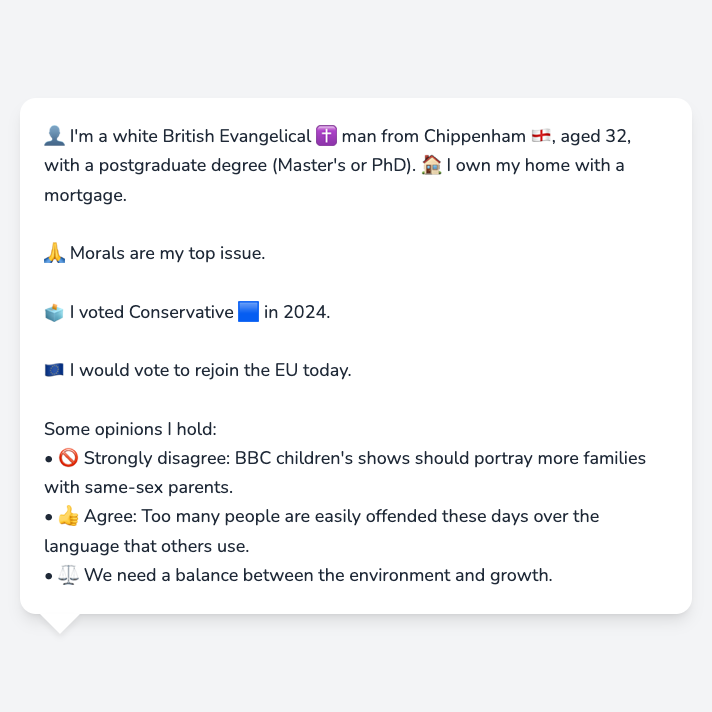 👤 I'm a white British Evangelical ✝️ man from Chippenham 🏴󠁧󠁢󠁥󠁮󠁧󠁿, aged 32,
with a postgraduate degree (Master's or PhD). 🏠 I own my home with a
mortgage.
🙏 Morals are my top issue.
🗳️ I voted Conservative 🟦 in 2024.
🇪🇺 I would vote to rejoin the EU today.
Some opinions I hold:
• 🚫 Strongly disagree: BBC children's shows should portray more families
with same-sex parents.
• 👍 Agree: Too many people are easily offended these days over the
language that others use.
• ⚖️ We need a balance between the environment and growth.